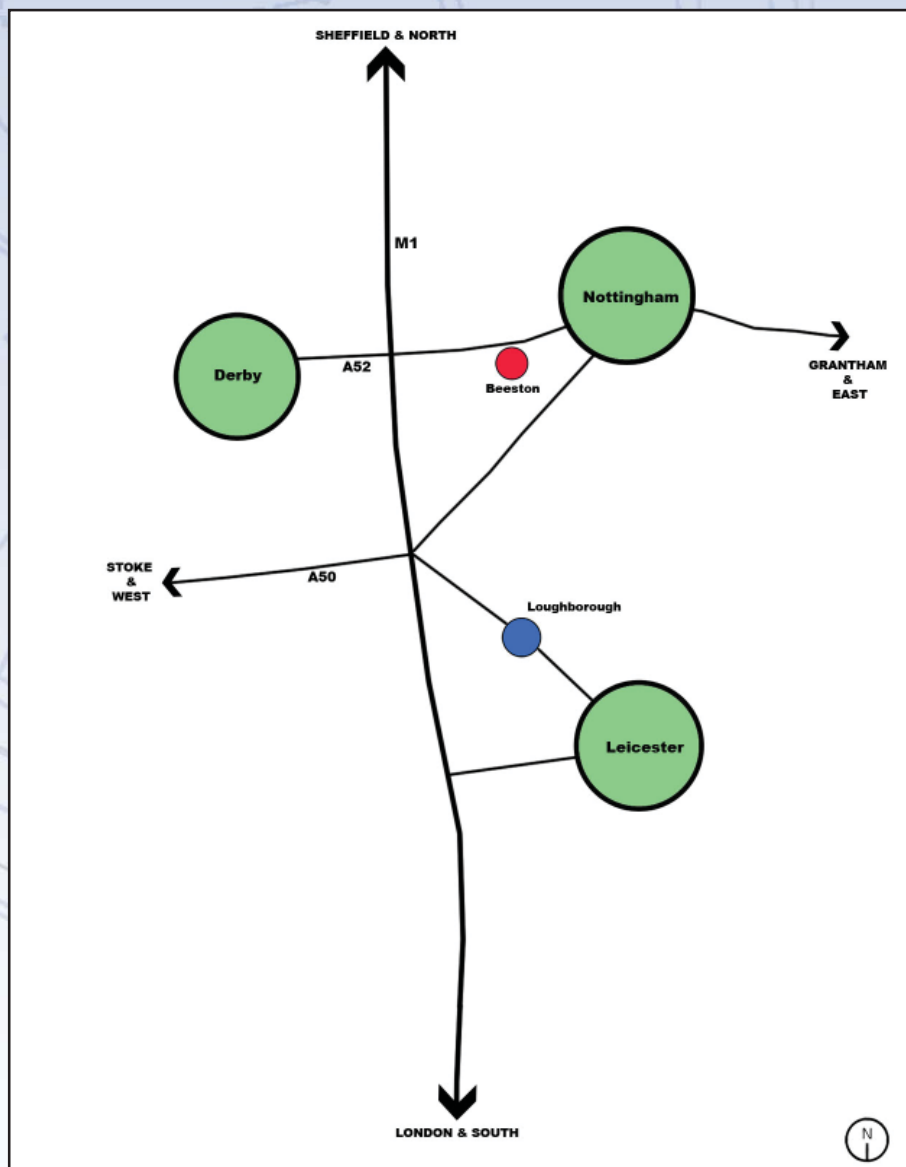 SHEFFIELD & NORTH
M1
Nottingham
Derby
A52
Beeston
GRANTHAM
&
EAST
STOKE
&
WEST
A50
Loughborough
Leicester
LONDON & SOUTH
N